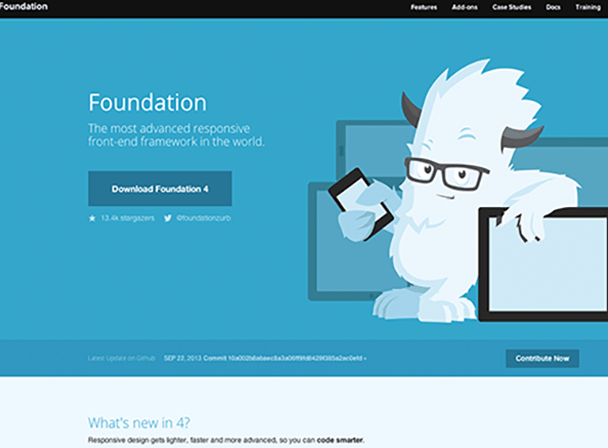 Foundation
Features Add-ons Case Studies Docs Training
Foundation
The most advanced responsive
front-end framework in the world.
Download Foundation 4
13.4k stargazers @foundationzurb
Latest Update on Github SEP 22, 2013 Commit
Contribute Now
What's new in 4?
Responsive design gets lighter, faster and more advanced, so you can code smarter.